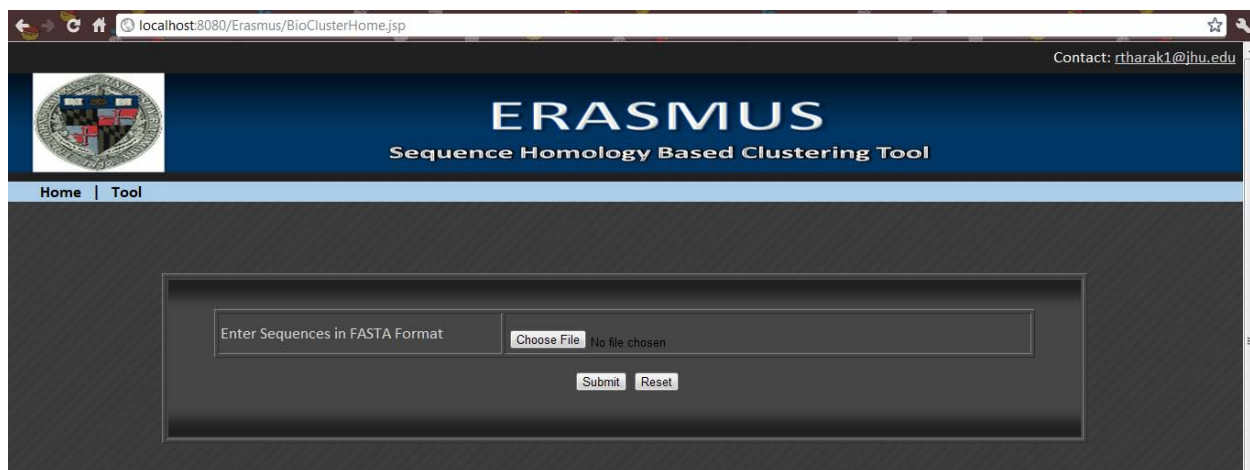 localhost:8080/Erasmus/BioClusterHome.jsp
Contact: rtharak1@jhu.edu
ERASMUS
Sequence Homology Based Clustering Tool
Home | Tool
Enter Sequences in FASTA Format
Choose File No file chosen
Submit Reset